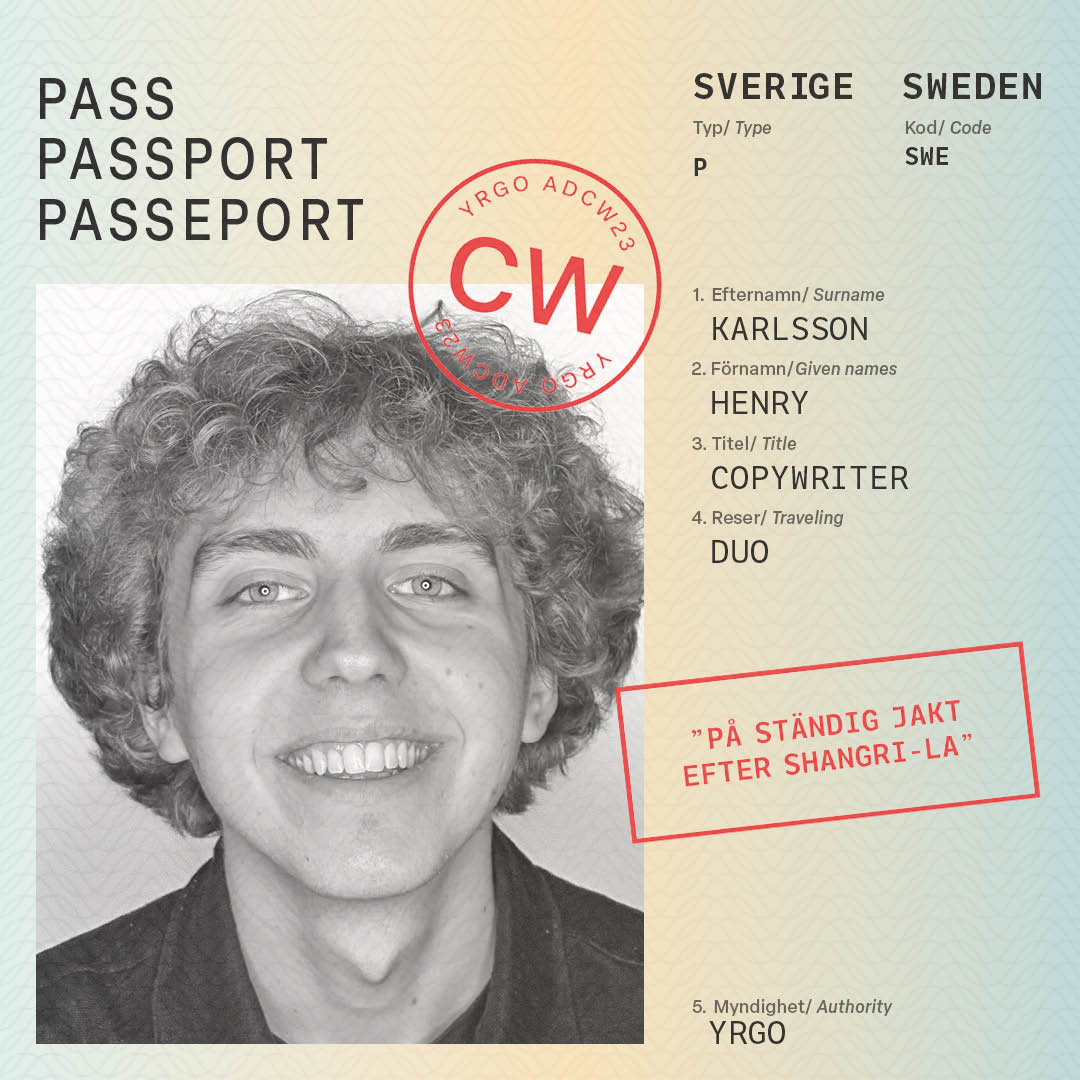 PASS
PASSPORT
PASSEPORT
SVERIGE SWEDEN
Typ/ Type Kod/ Code
P SWE
YRGO ADCW23
CW
YRGO ADCW23
1. Efternamn/ Surname
KARLSSON
2. Förnamn/Given names
HENRY
3. Titel/ Title
COPYWRITER
4. Reser/ Traveling
DUO
”PÅ STÄNDIG JAKT
EFTER SHANGRI-LA”
5. Myndighet/ Authority
YRGO